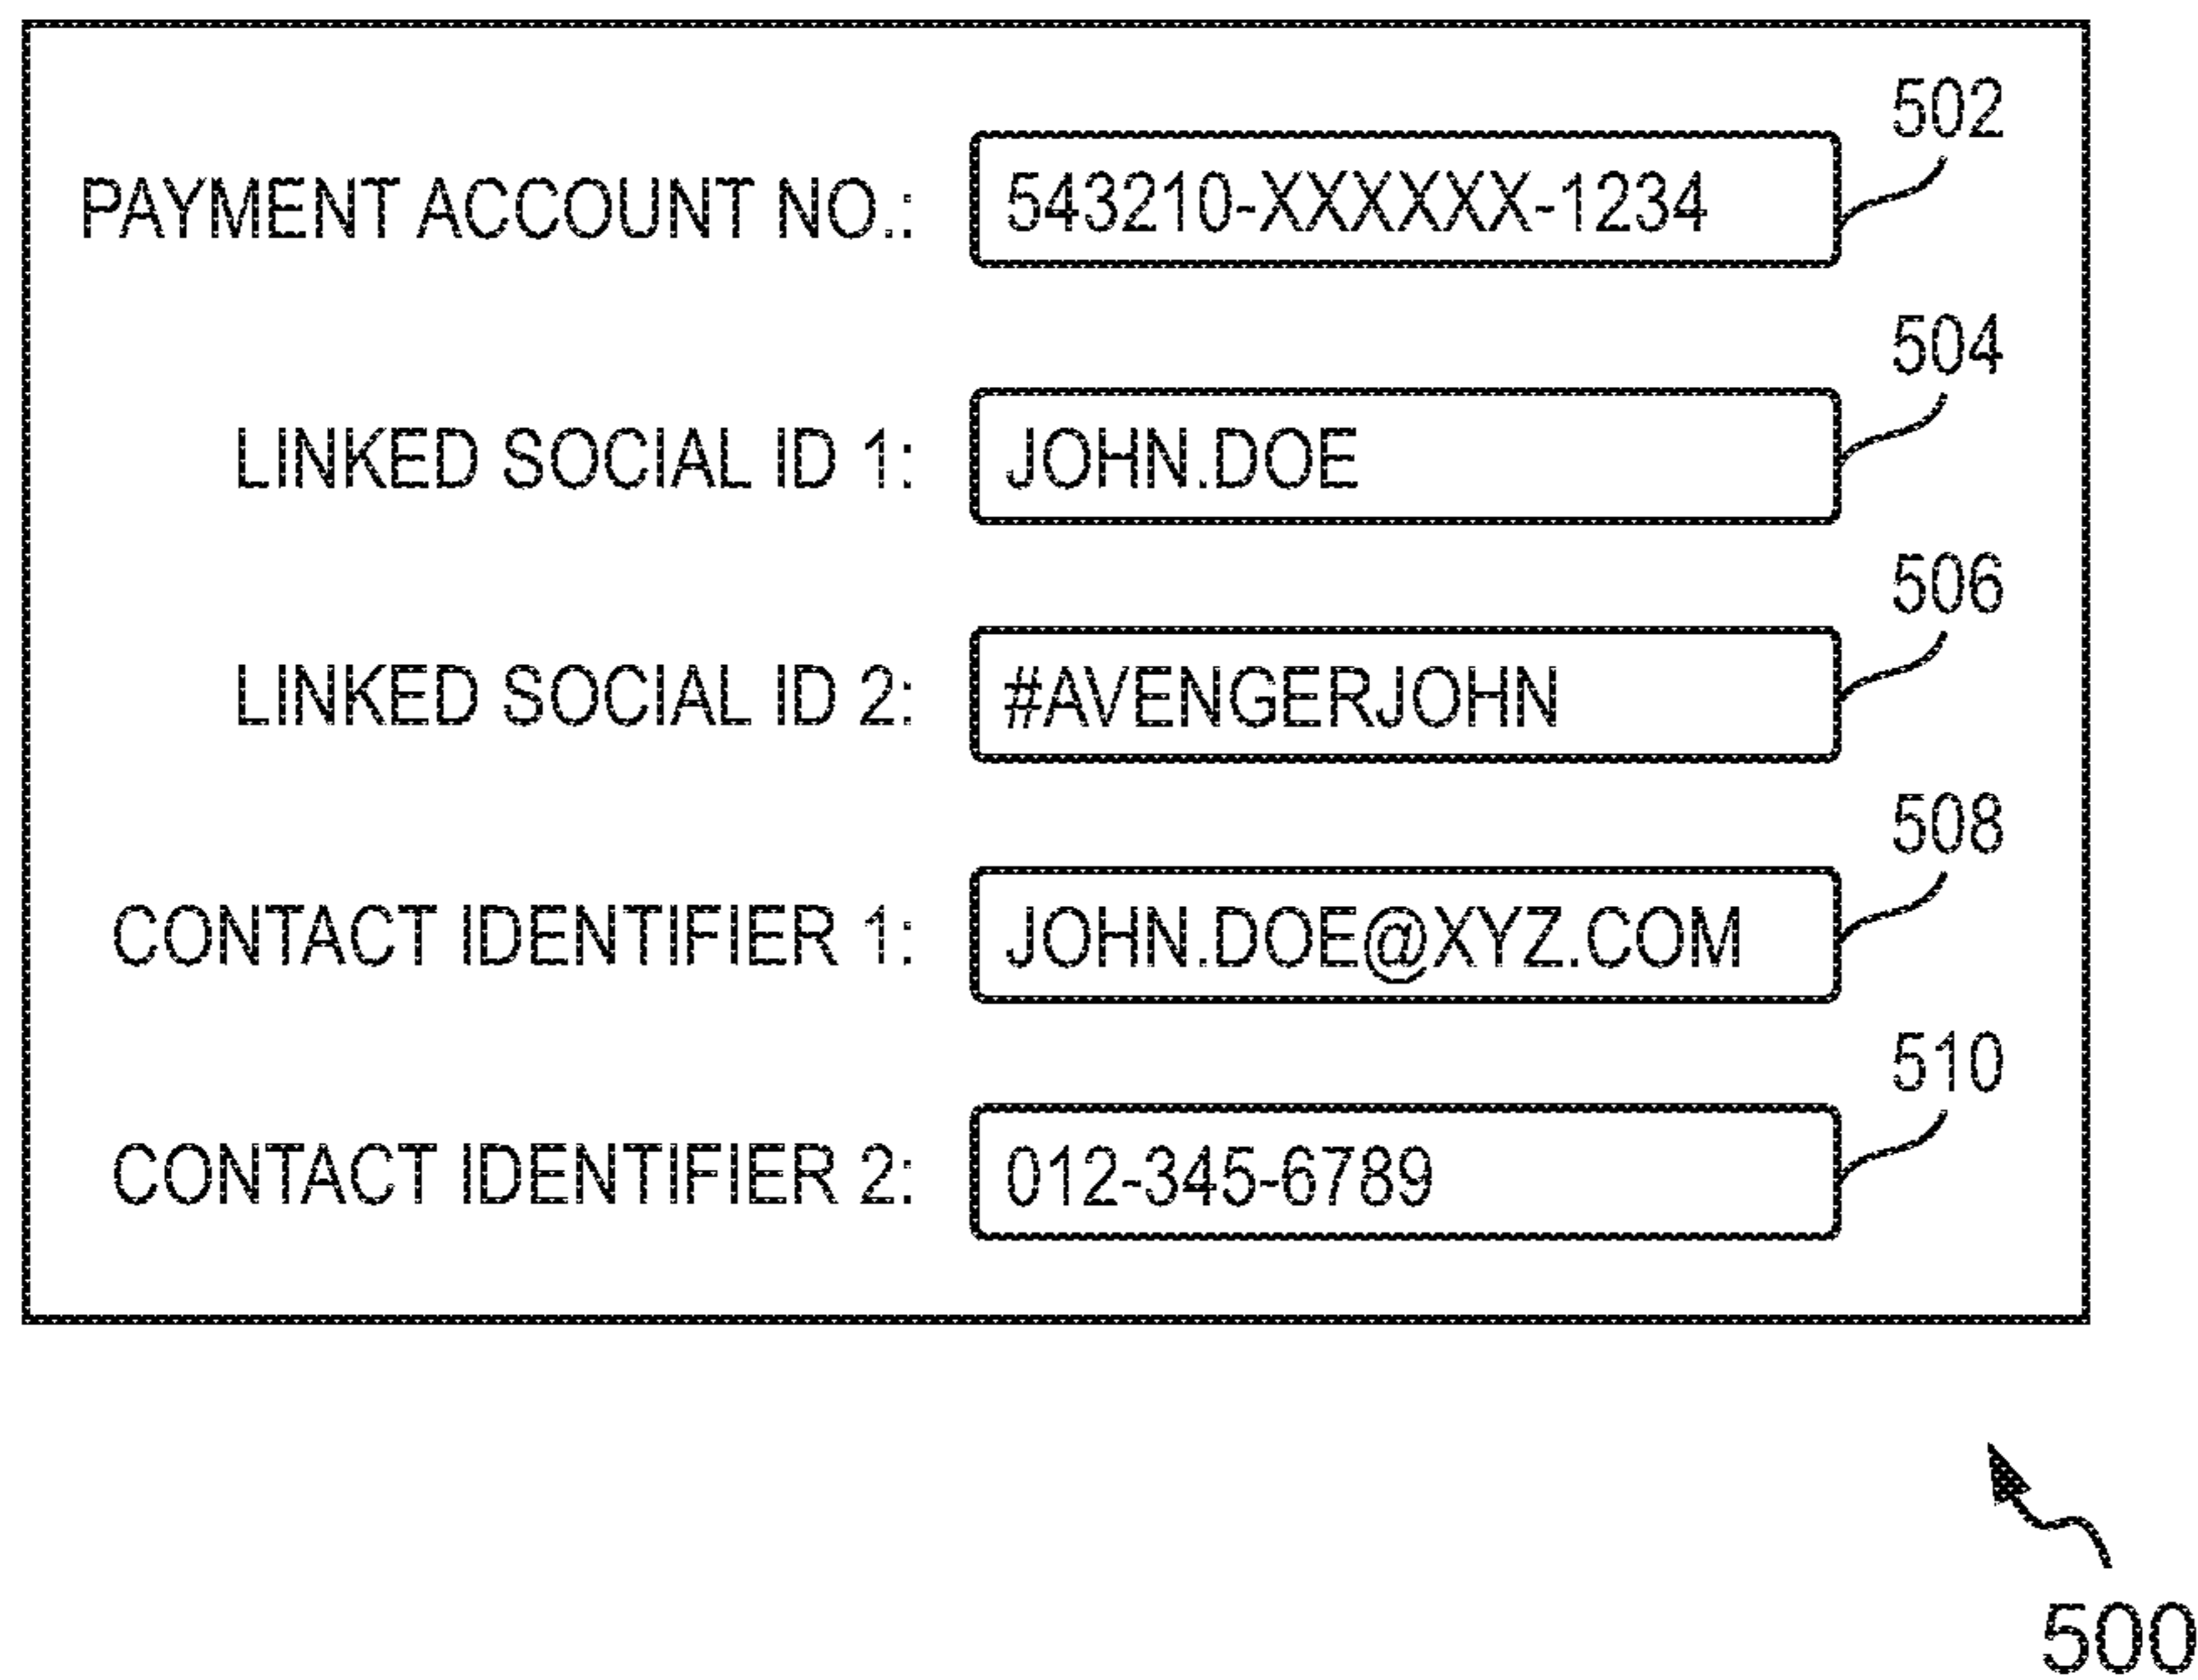 502
PAYMENT ACCOUNT NO.: 543210-XXXXXX-1234
504
LINKED SOCIAL ID 1: JOHN.DOE
506
LINKED SOCIAL ID 2: #AVENGERJOHN
508
CONTACT IDENTIFIER 1: JOHN.DOE@XYZ.COM
510
CONTACT IDENTIFIER 2: 012-345-6789
500